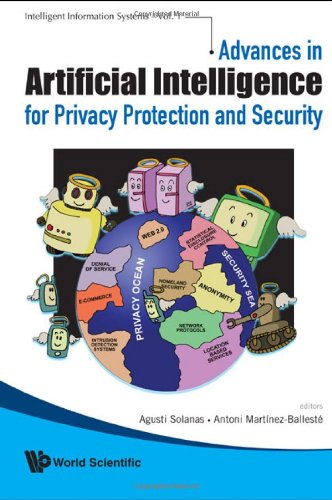 Intelligent Information Systems - Vol. 1
Copyrighted Material
Advances in
Artificial Intelligence
for Privacy Protection and Security
WEB 2.0
STATISTICAL
DISCLOSURE
CONTROL
DENIAL
OF SERVICE
PRIVACY OCEAN
HOMELAND
SECURITY
SECURITY SEA
E-COMMERCE
ANONYMITY
INTRUSION
DETECTION
SYSTEMS
NETWORK
PROTOCOLS
LOCATION
BASED
SERVICES
editors
Agusti Solanas • Antoni Martínez-Ballesté
World Scientific